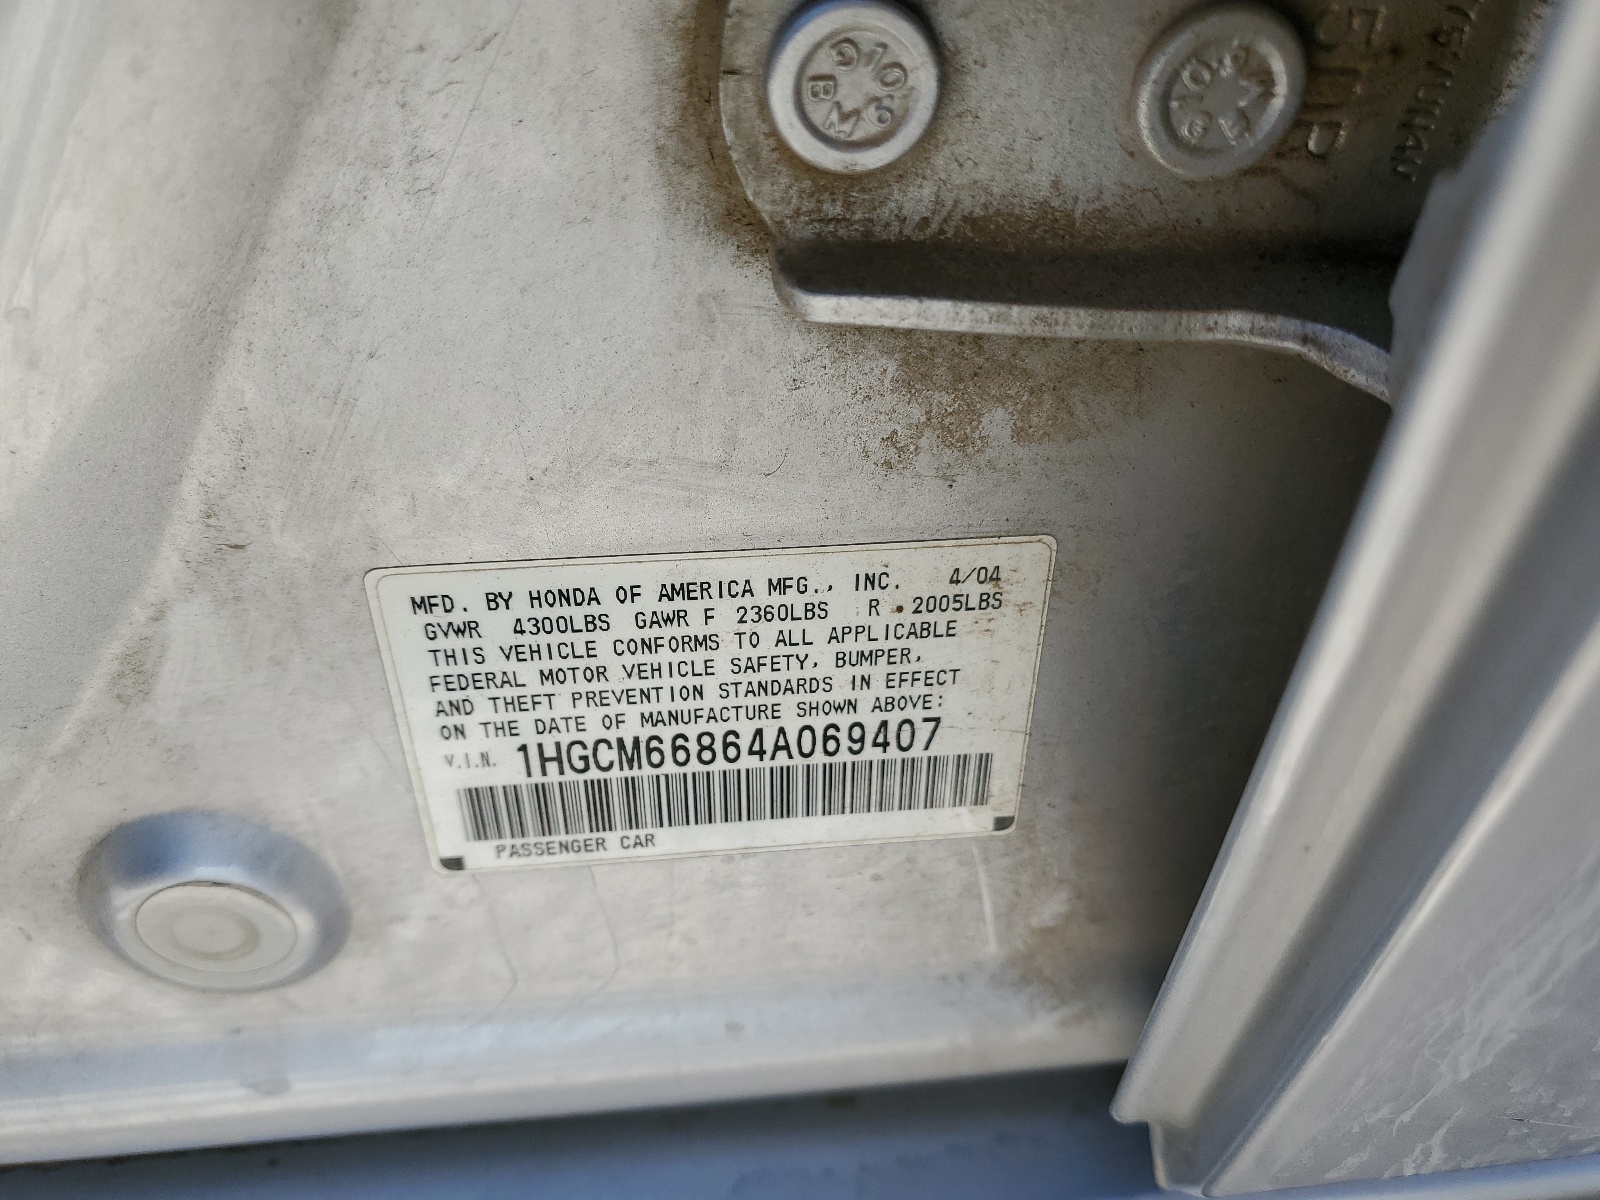 MFD. BY HONDA OF AMERICA MFG., INC. 4/04
GVWR 4300LBS GAWR F 2360LBS R 2005LBS
THIS VEHICLE CONFORMS TO ALL APPLICABLE
FEDERAL MOTOR VEHICLE SAFETY, BUMPER,
AND THEFT PREVENTION STANDARDS IN EFFECT
ON THE DATE OF MANUFACTURE SHOWN ABOVE:
V.I.N. 1HGCM66864A069407
PASSENGER CAR